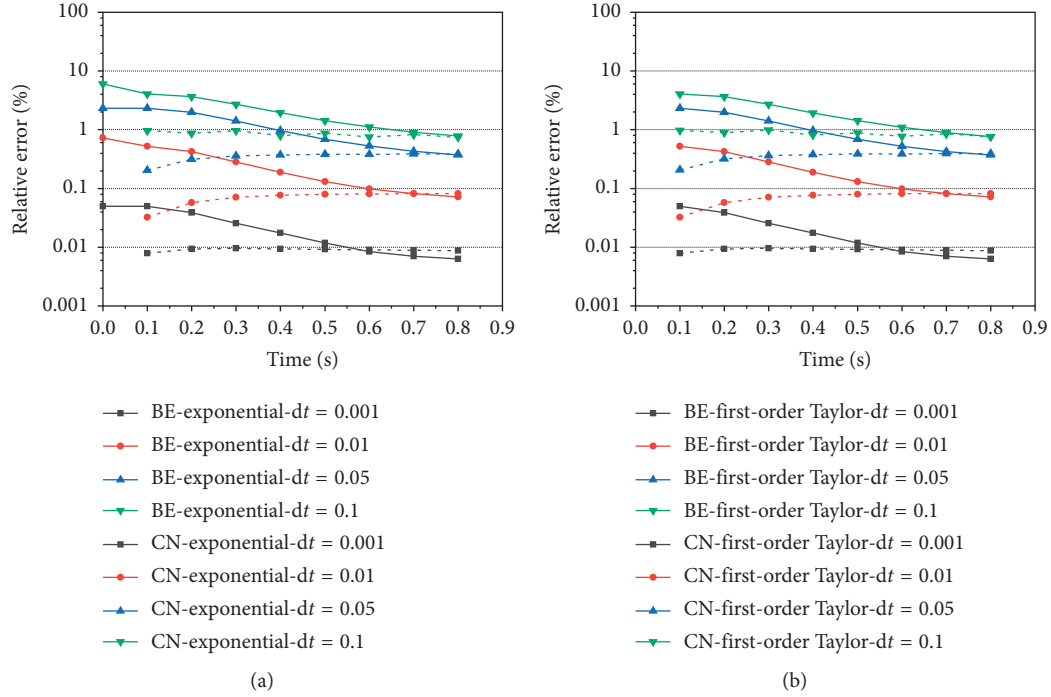 100
10
1
0.1
0.01
0.001
Relative error (%)
0.0 0.1 0.2 0.3 0.4 0.5 0.6 0.7 0.8 0.9
Time (s)
BE-exponential-dt = 0.001
BE-exponential-dt = 0.01
BE-exponential-dt = 0.05
BE-exponential-dt = 0.1
CN-exponential-dt = 0.001
CN-exponential-dt = 0.01
CN-exponential-dt = 0.05
CN-exponential-dt = 0.1
(a)
100
10
1
0.1
0.01
0.001
Relative error (%)
0.0 0.1 0.2 0.3 0.4 0.5 0.6 0.7 0.8 0.9
Time (s)
BE-first-order Taylor-dt = 0.001
BE-first-order Taylor-dt = 0.01
BE-first-order Taylor-dt = 0.05
BE-first-order Taylor-dt = 0.1
CN-first-order Taylor-dt = 0.001
CN-first-order Taylor-dt = 0.01
CN-first-order Taylor-dt = 0.05
CN-first-order Taylor-dt = 0.1
(b)